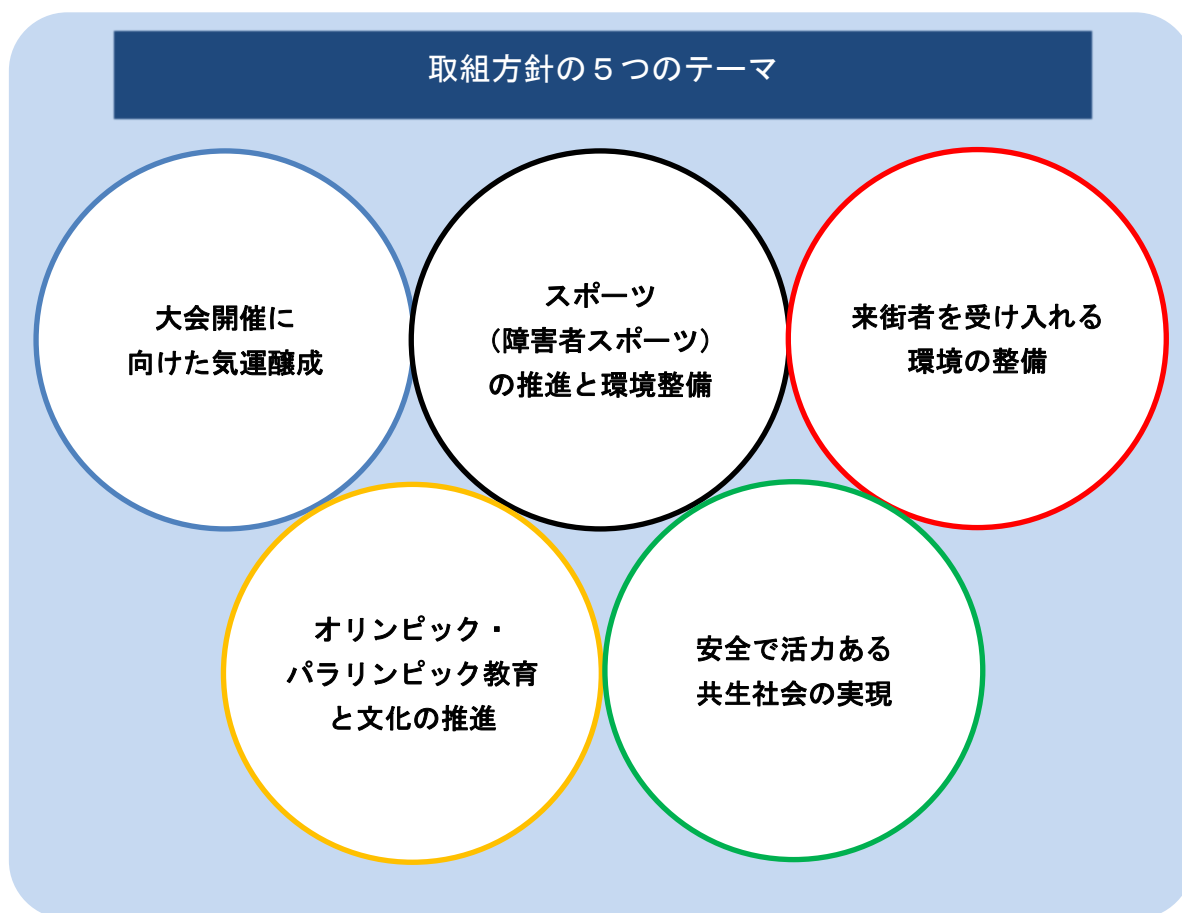 取組方針の５つのテーマ
大会開催に
向けた気運醸成
スポーツ
（障害者スポーツ）
の推進と環境整備
来街者を受け入れる
環境の整備
オリンピック・
パラリンピック教育
と文化の推進
安全で活力ある
共生社会の実現